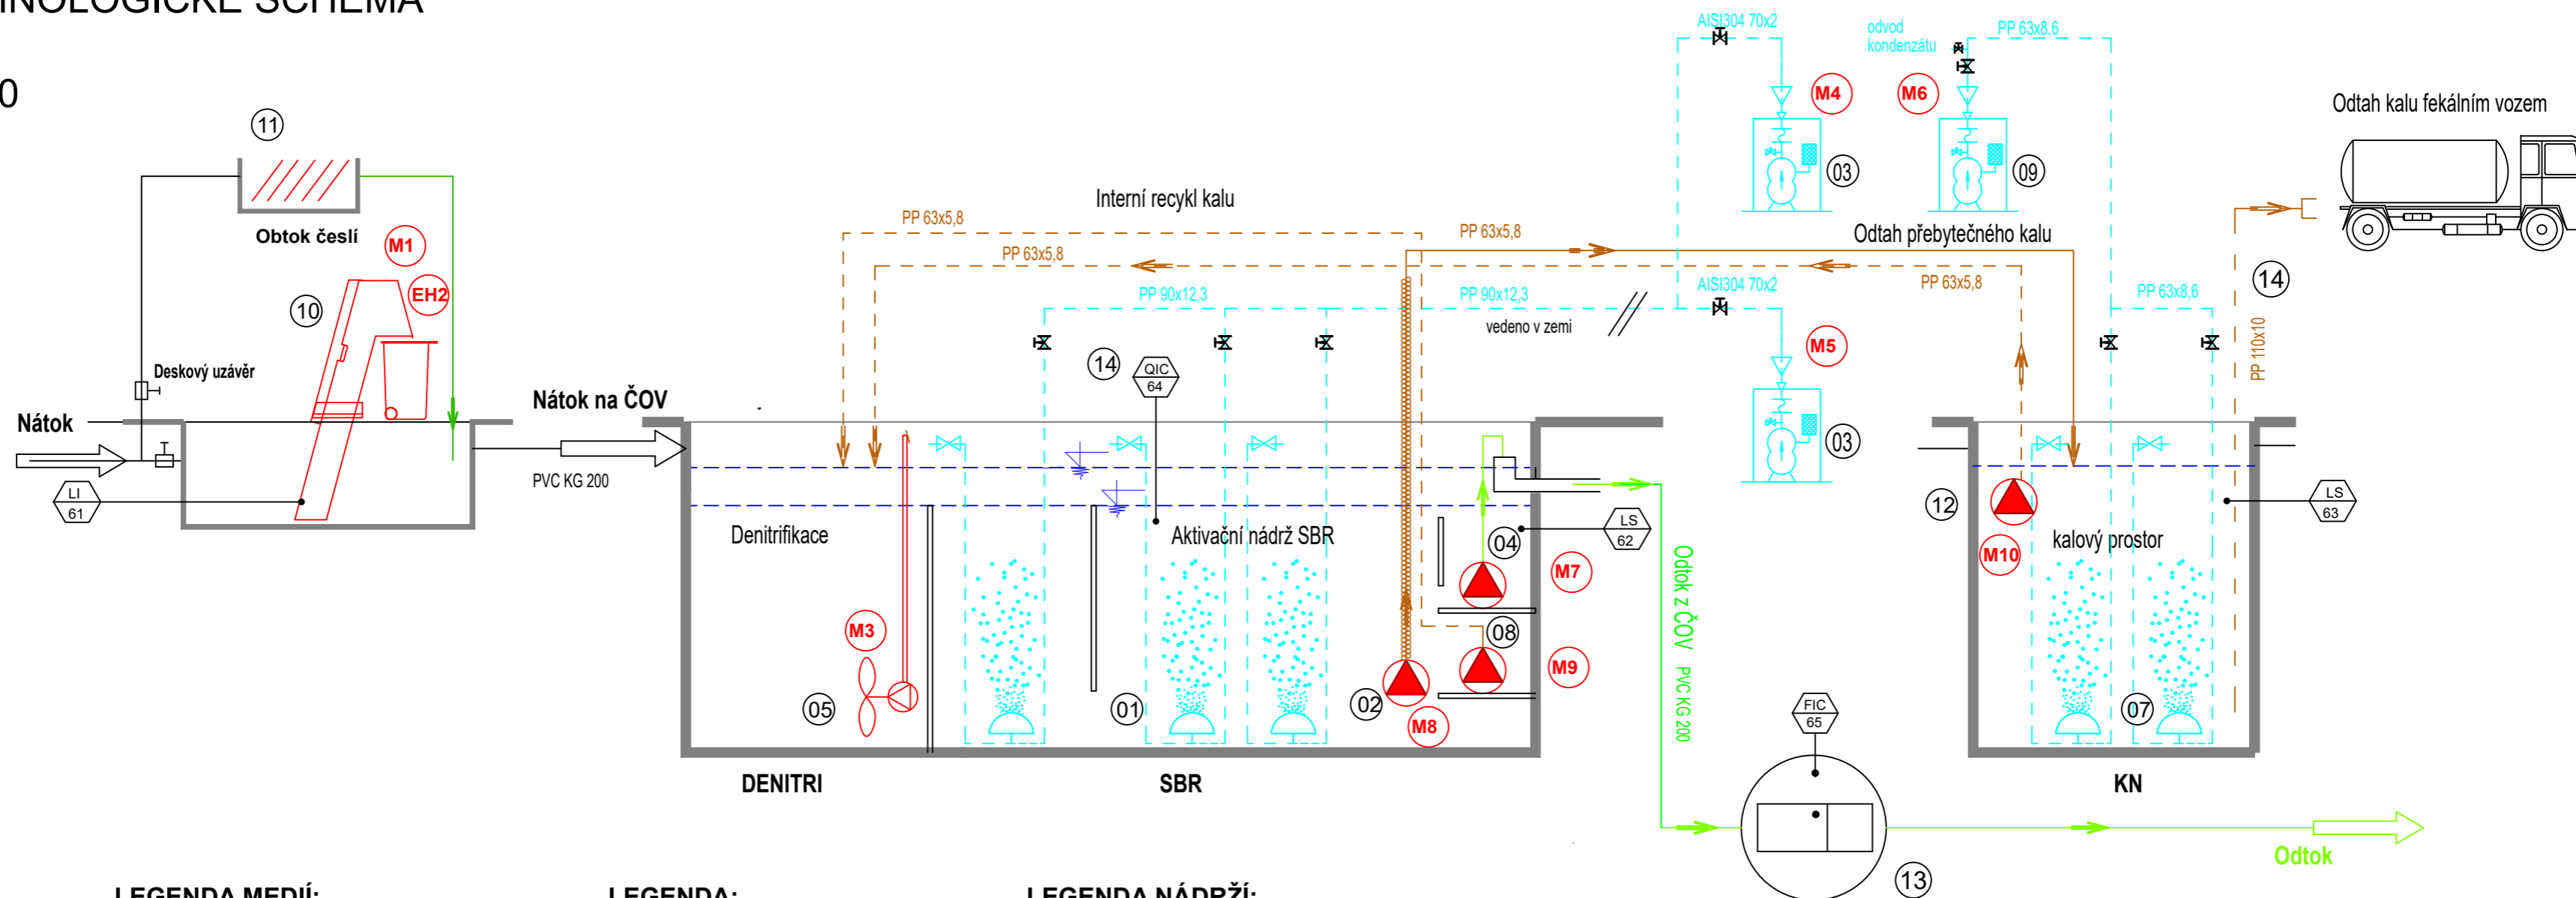 HNOLOGICKÉ SCHÉMA
0
11
Obtok česlí
M1
EH2
10
Deskový uzávěr
Nátok
LI
61
Nátok na ČOV
PVC KG 200
PP 63x5,8
Interní recykl kalu
PP 63x5,8
PP 63x5,8
Odtah přebytečného kalu
PP 63x5,8
PP 90x12,3
PP 90x12,3
vedeno v zemi
AISI304 70x2
AISI304 70x2
odvod
kondenzátu
PP 63x8,6
M4
M6
03
09
M5
03
PP 63x8,6
Odtah kalu fekálním vozem
14
PP 110x10
14
QIC
64
Denitrifikace
Aktivační nádrž SBR
04
LS
62
M7
08
M9
M3
05
01
02
M8
DENITRI
SBR
Odtok z ČOV PVC KG 200
12
M10
kalový prostor
LS
63
07
KN
FIC
65
13
Odtok
LEGENDA MEDIÍ:
LEGENDA:
LEGENDA NÁDRŽÍ: